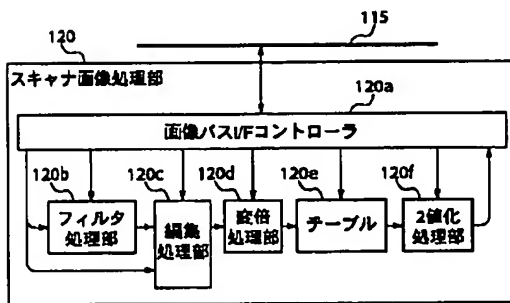 115
120
スキャナ画像処理部
120a
画像バスI/Fコントローラ
120b
120c
120d
120e
120f
フィルタ
処理部
編集
処理部
変倍
処理部
テーブル
2値化
処理部